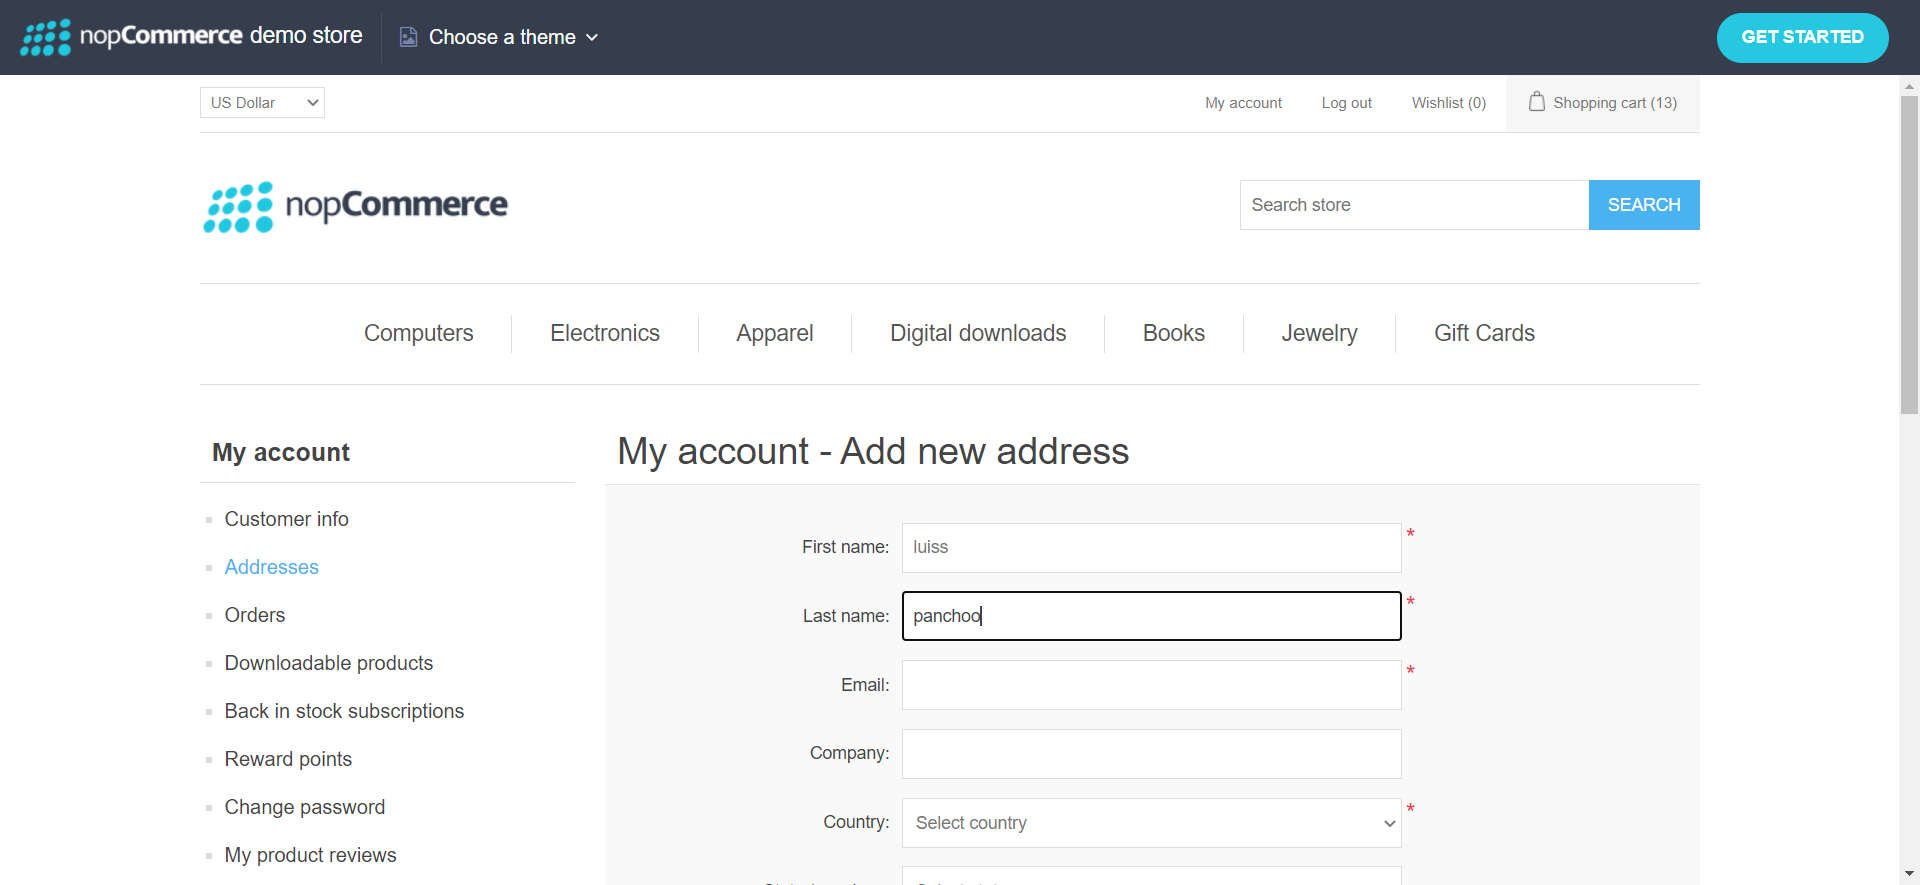 nopCommerce demo store
Choose a theme
GET STARTED
US Dollar
My account
Log out
Wishlist (0)
Shopping cart (13)
nopCommerce
Search store
SEARCH
Computers
Electronics
Apparel
Digital downloads
Books
Jewelry
Gift Cards
My account
Customer info
Addresses
Orders
Downloadable products
Back in stock subscriptions
Reward points
Change password
My product reviews
My account - Add new address
First name: luiss *
Last name: panchoo *
Email: *
Company:
Country: Select country *